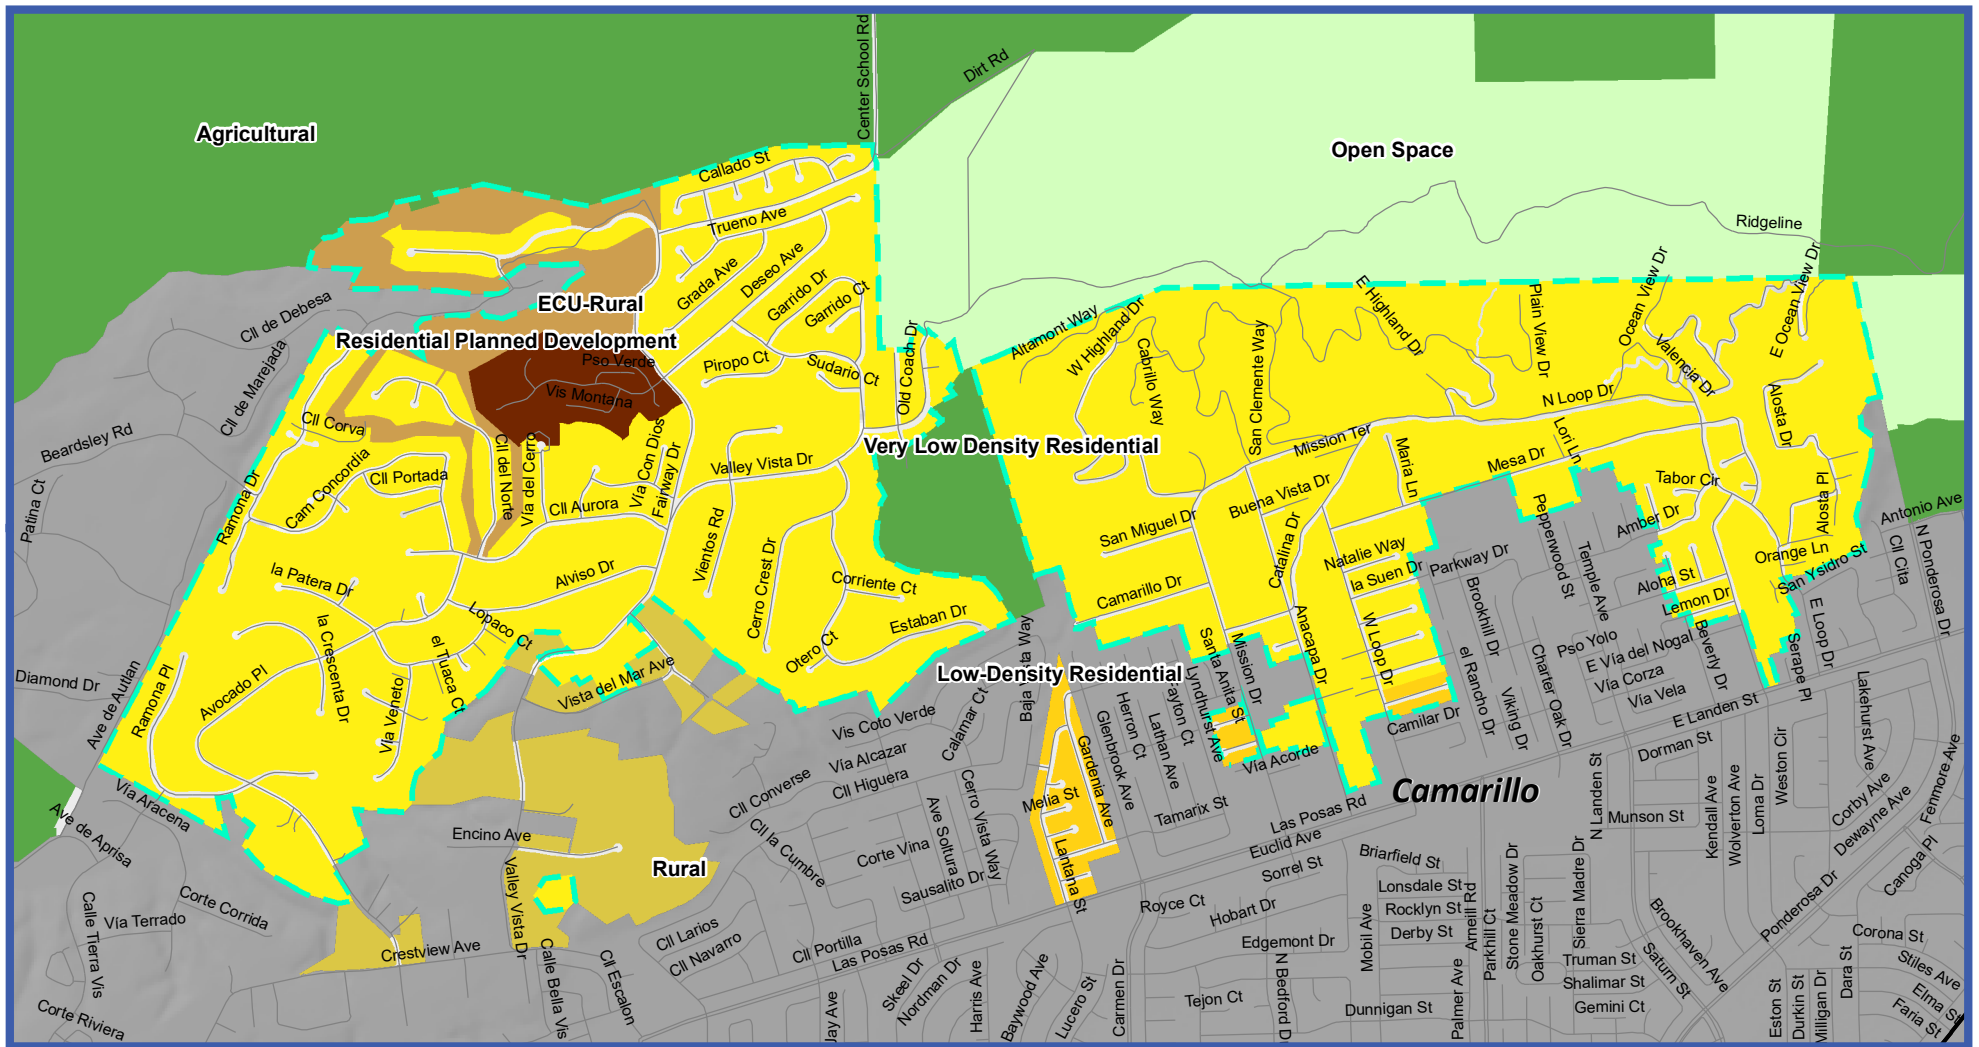 Center School Rd
Dirt Rd
Agricultural
Open Space
Callado St
Trueno Ave
Ridgeline
Grada Ave
Deseo Ave
Garrido Dr
Garrido Ct
ECU-Rural
Cll de Debesa
Residential Planned Development
Cll de Marejada
Pso Verde
Vis Montana
Piropo Ct
Sudario Ct
Old Coach Dr
Altamont Way
W Highland Dr
Cabrillo Way
San Clemente Way
E Highland Dr
Plain View Dr
Ocean View Dr
Valencia Dr
E Ocean View Dr
N Loop Dr
Alosta Dr
Beardsley Rd
Cll Corva
Cam Concordia
Cll Portada
Cll del Norte
Vía del Cerro
Cll Aurora
Vía Con Dios
Fairway Dr
Valley Vista Dr
Very Low Density Residential
Mission Ter
Maria Ln
Mesa Dr
Lori Ln
Tabor Cir
Alosta Pl
Antonio Ave
Patina Ct
Ramona Dr
Buena Vista Dr
San Miguel Dr
Catalina Dr
Natalie Way
la Suen Dr
Parkway Dr
Pepperwood St
Temple Ave
Amber Dr
Orange Ln
San Ysidro St
Cll Cita
N Ponderosa Dr
Vientos Rd
Cerro Crest Dr
Corriente Ct
Camarillo Dr
la Patera Dr
Alviso Dr
Lopaco Ct
la Crescenta Dr
el Tuaca Ct
Estaban Dr
Otero Ct
Aloha St
Lemon Dr
Brookhill Dr
Pso Yolo
E Vía del Nogal
Vía Corza
Vía Vela
Beverly Dr
Serape Pl
E Loop Dr
Diamond Dr
Ave de Autlan
Ramona Pl
Avocado Pl
Vía Veneto
Vista del Mar Ave
Baja Vista Way
Low-Density Residential
Santa Anita St
Mission Dr
Anacapa Dr
W Loop Dr
el Rancho Dr
Viking Dr
Charter Oak Dr
E Landen St
Lakehurst Ave
Vis Coto Verde
Calamar Ct
Vía Alcazar
Cll Higuera
Cll Converse
Glenbrook Ave
Herron Ct
Lathan Ave
Fayton Ct
Lyndhurst Ave
Vía Acorde
Camilar Dr
Dorman St
Camarillo
Vía Aracena
Ave de Aprisa
Melia St
Gardenia Ave
Tamarix St
Las Posas Rd
Euclid Ave
N Landen St
Munson St
Kendall Ave
Wolverton Ave
Loma Dr
Weston Cir
Corby Ave
Dewayne Ave
Fenmore Ave
Encino Ave
Rural
Cll la Cumbre
Corte Vina
Ave Soltura
Cerro Vista Way
Sausalito Dr
Lantana St
Sorrel St
Briarfield St
Lonsdale St
Rocklyn St
Derby St
Arneill Rd
Parkhill Ct
Stone Meadow Dr
Oakhurst Ct
Sierra Madre Dr
Brookhaven Ave
Ponderosa Dr
Canoga Pl
Calle Tierra Vis
Vía Terrado
Corte Corrida
Crestview Ave
Valley Vista Dr
Calle Bella Vis
Cll Escalon
Cll Larios
Cll Navarro
Cll Portilla
Las Posas Rd
Royce Ct
Hobart Dr
Edgemont Dr
N Bedford Dr
Mobil Ave
Truman St
Shalimar St
Gemini Ct
Saturn St
Corona St
Stiles Ave
Elma St
Faria St
Corte Riviera
Jay Ave
Skeel Dr
Nordman Dr
Harris Ave
Baywood Ave
Lucero St
Carmen Dr
Tejon Ct
Dunnigan St
Palmer Ave
Eston St
Durkin St
Milligan Dr
Dara St